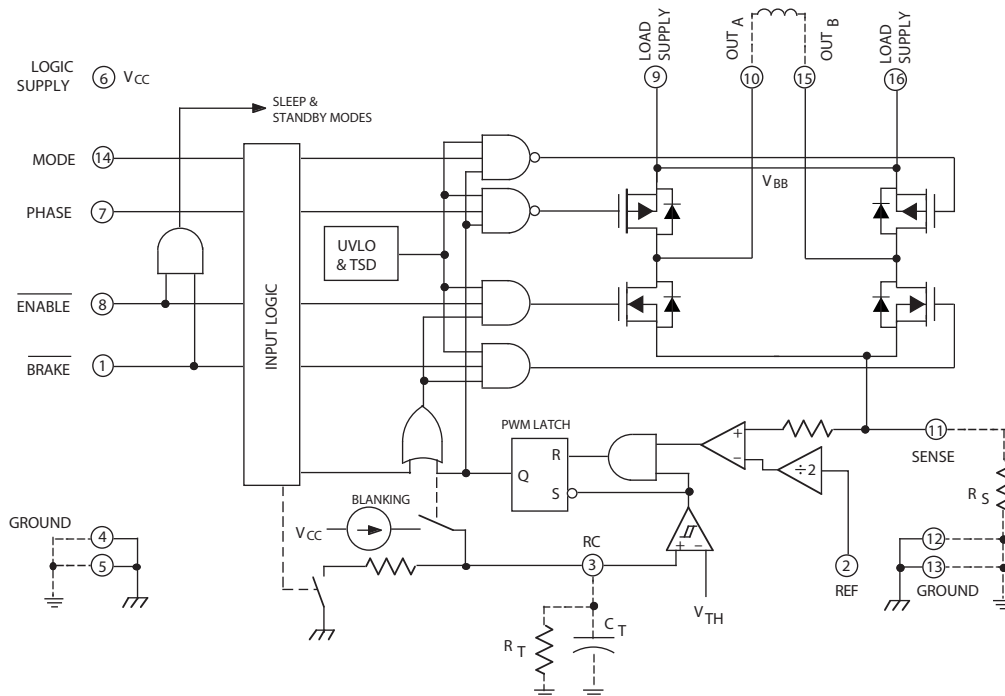 LOAD
SUPPLY
9
OUT A
10
OUT B
15
LOAD
SUPPLY
16
LOGIC
SUPPLY
6
VCC
SLEEP &
STANDBY MODES
MODE
14
PHASE
7
ENABLE
8
BRAKE
1
INPUT LOGIC
UVLO
& TSD
VBB
PWM LATCH
R
Q
S
+
−
÷2
11
SENSE
RS
GROUND
4
5
BLANKING
VCC
RC
3
+ −
VTH
2
REF
12
13
GROUND
RT
CT